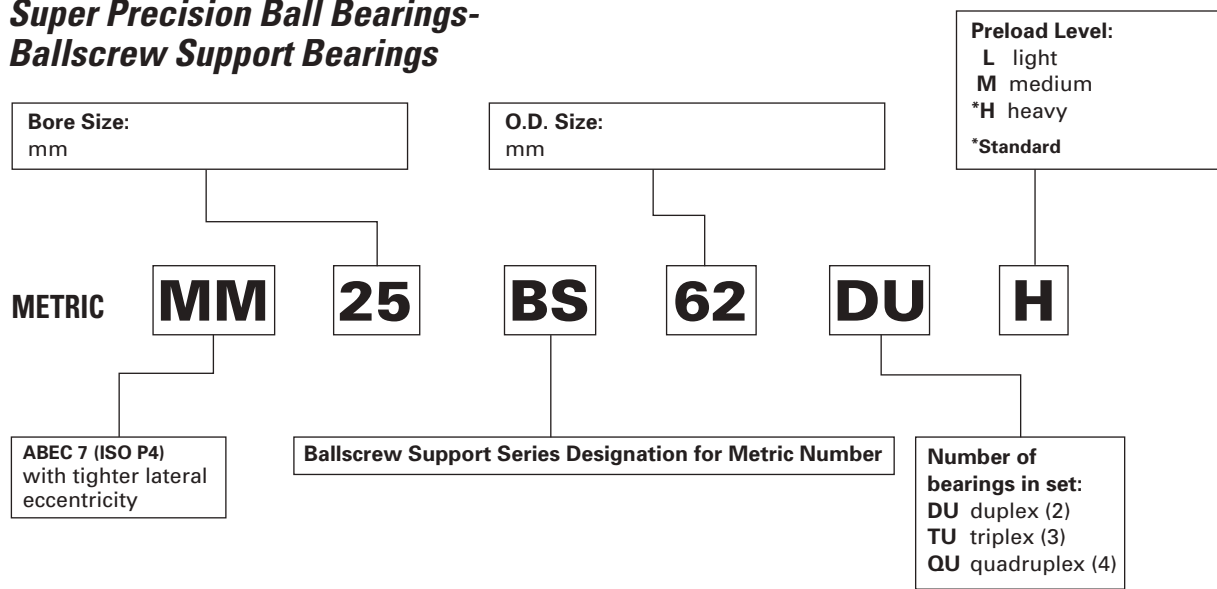 Super Precision Ball Bearings-
Ballscrew Support Bearings
Preload Level:
L light
M medium
*H heavy
*Standard
Bore Size:
mm
O.D. Size:
mm
METRIC MM 25 BS 62 DU H
ABEC 7 (ISO P4)
with tighter lateral
eccentricity
Ballscrew Support Series Designation for Metric Number
Number of
bearings in set:
DU duplex (2)
TU triplex (3)
QU quadruplex (4)